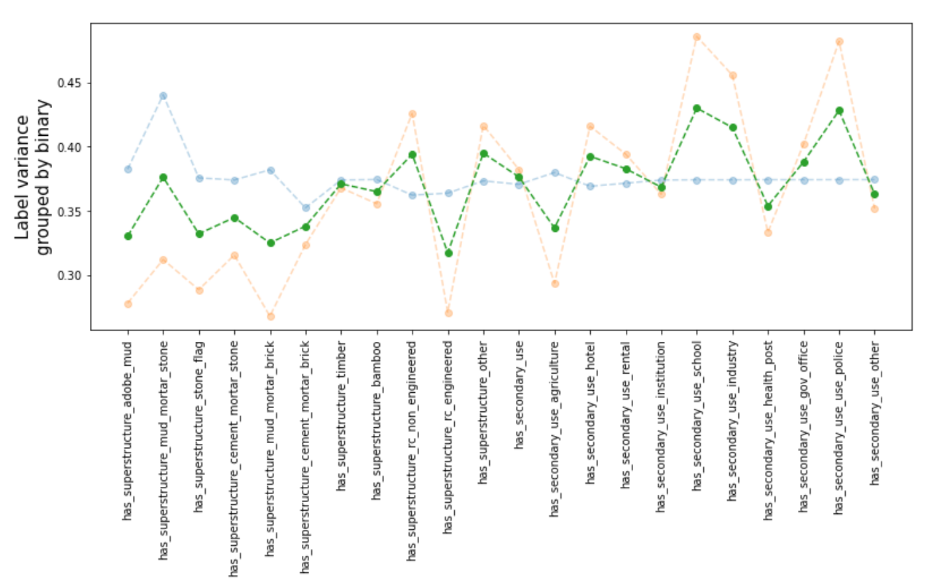 Label variance
grouped by binary
0.45
0.40
0.35
0.30
has_superstructure_adobe_mud
has_superstructure_mud_mortar_stone
has_superstructure_stone_flag
has_superstructure_cement_mortar_stone
has_superstructure_mud_mortar_brick
has_superstructure_cement_mortar_brick
has_superstructure_timber
has_superstructure_bamboo
has_superstructure_rc_non_engineered
has_superstructure_rc_engineered
has_superstructure_other
has_secondary_use
has_secondary_use_agriculture
has_secondary_use_hotel
has_secondary_use_rental
has_secondary_use_institution
has_secondary_use_school
has_secondary_use_industry
has_secondary_use_health_post
has_secondary_use_gov_office
has_secondary_use_use_police
has_secondary_use_other